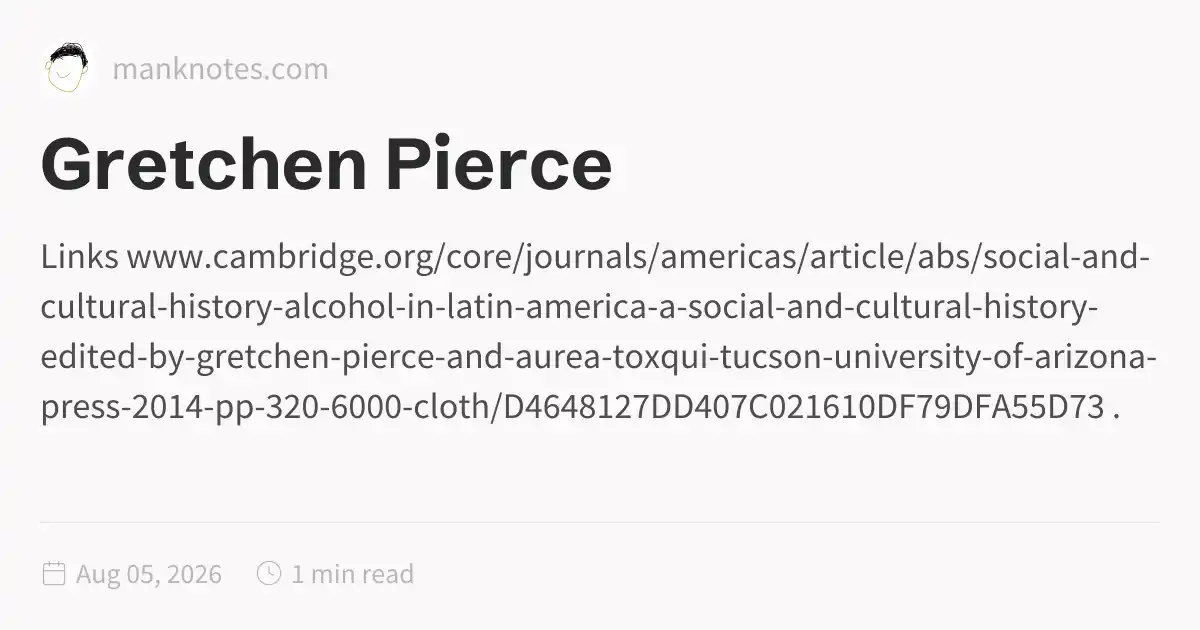 manknotes.com
Gretchen Pierce
Links www.cambridge.org/core/journals/americas/article/abs/social-and-
cultural-history-alcohol-in-latin-america-a-social-and-cultural-history-
edited-by-gretchen-pierce-and-aurea-toxqui-tucson-university-of-arizona-
press-2014-pp-320-6000-cloth/D4648127DD407C021610DF79DFA55D73 .
Aug 05, 2026 1 min read